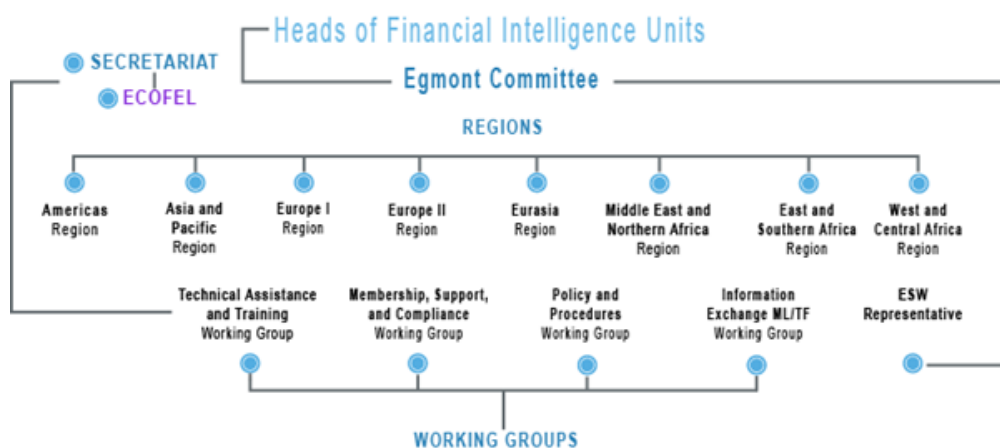 Heads of Financial Intelligence Units
SECRETARIAT
Egmont Committee
ECOFEL
REGIONS
Americas
Region
Asia and
Pacific
Region
Europe I
Region
Europe II
Region
Eurasia
Region
Middle East and
Northern Africa
Region
East and
Southern Africa
Region
West and
Central Africa
Region
Technical Assistance
and Training
Working Group
Membership, Support,
and Compliance
Working Group
Policy and
Procedures
Working Group
Information
Exchange ML/TF
Working Group
ESW
Representative
WORKING GROUPS